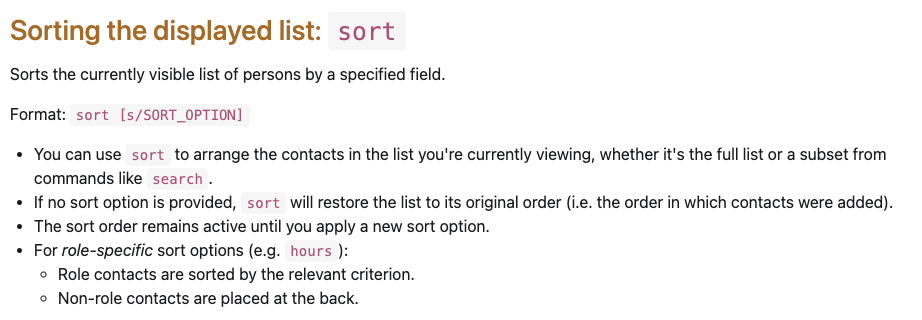 Sorting the displayed list: sort
Sorts the currently visible list of persons by a specified field.
Format: sort [s/SORT_OPTION]
• You can use sort to arrange the contacts in the list you're currently viewing, whether it's the full list or a subset from
commands like search.
• If no sort option is provided, sort will restore the list to its original order (i.e. the order in which contacts were added).
• The sort order remains active until you apply a new sort option.
• For role-specific sort options (e.g. hours):
◦ Role contacts are sorted by the relevant criterion.
◦ Non-role contacts are placed at the back.